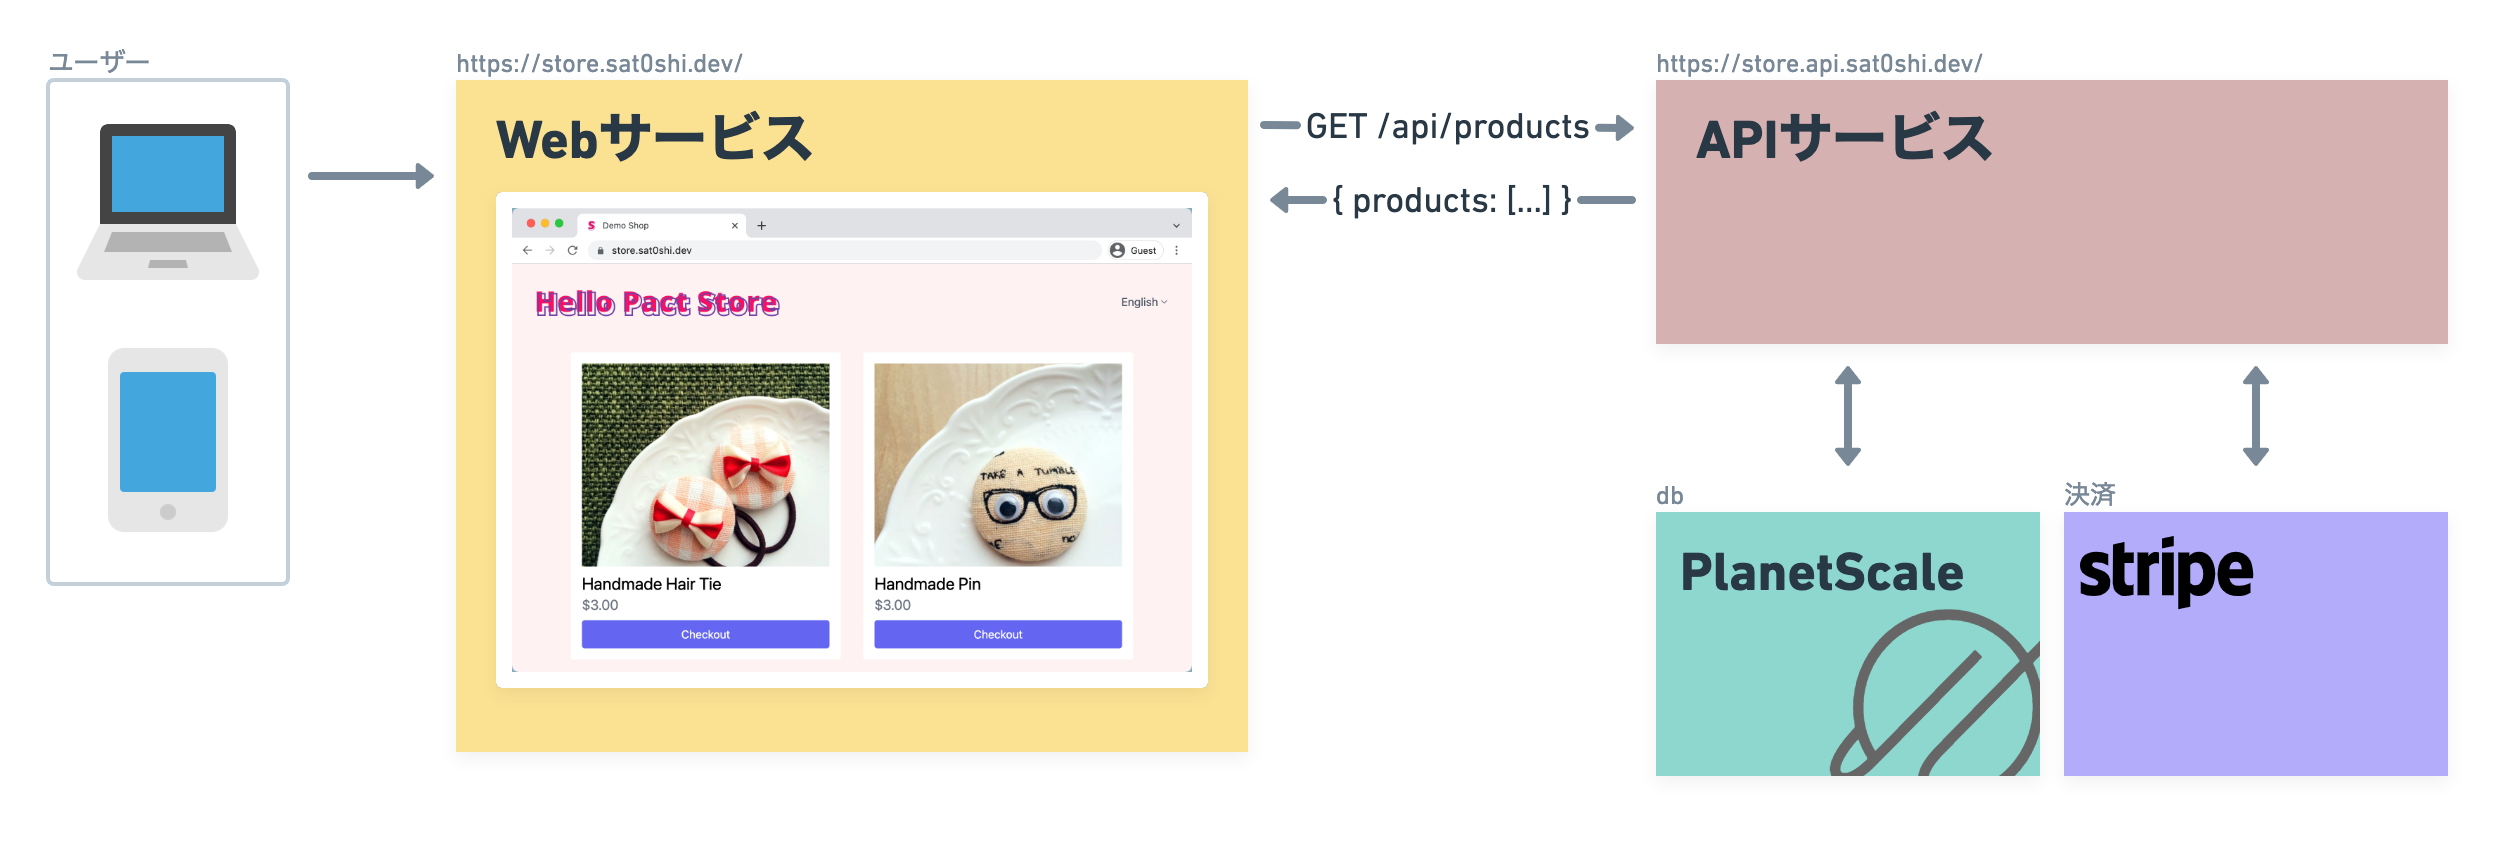 ユーザー
https://store.sat0shi.dev/
Webサービス
Demo Shop
store.sat0shi.dev
Guest
Hello Pact Store
English
TAKE A TUMBLE
Handmade Hair Tie
$3.00
Checkout
Handmade Pin
$3.00
Checkout
GET /api/products
{ products: [...] }
https://store.api.sat0shi.dev/
APIサービス
db
PlanetScale
決済
stripe